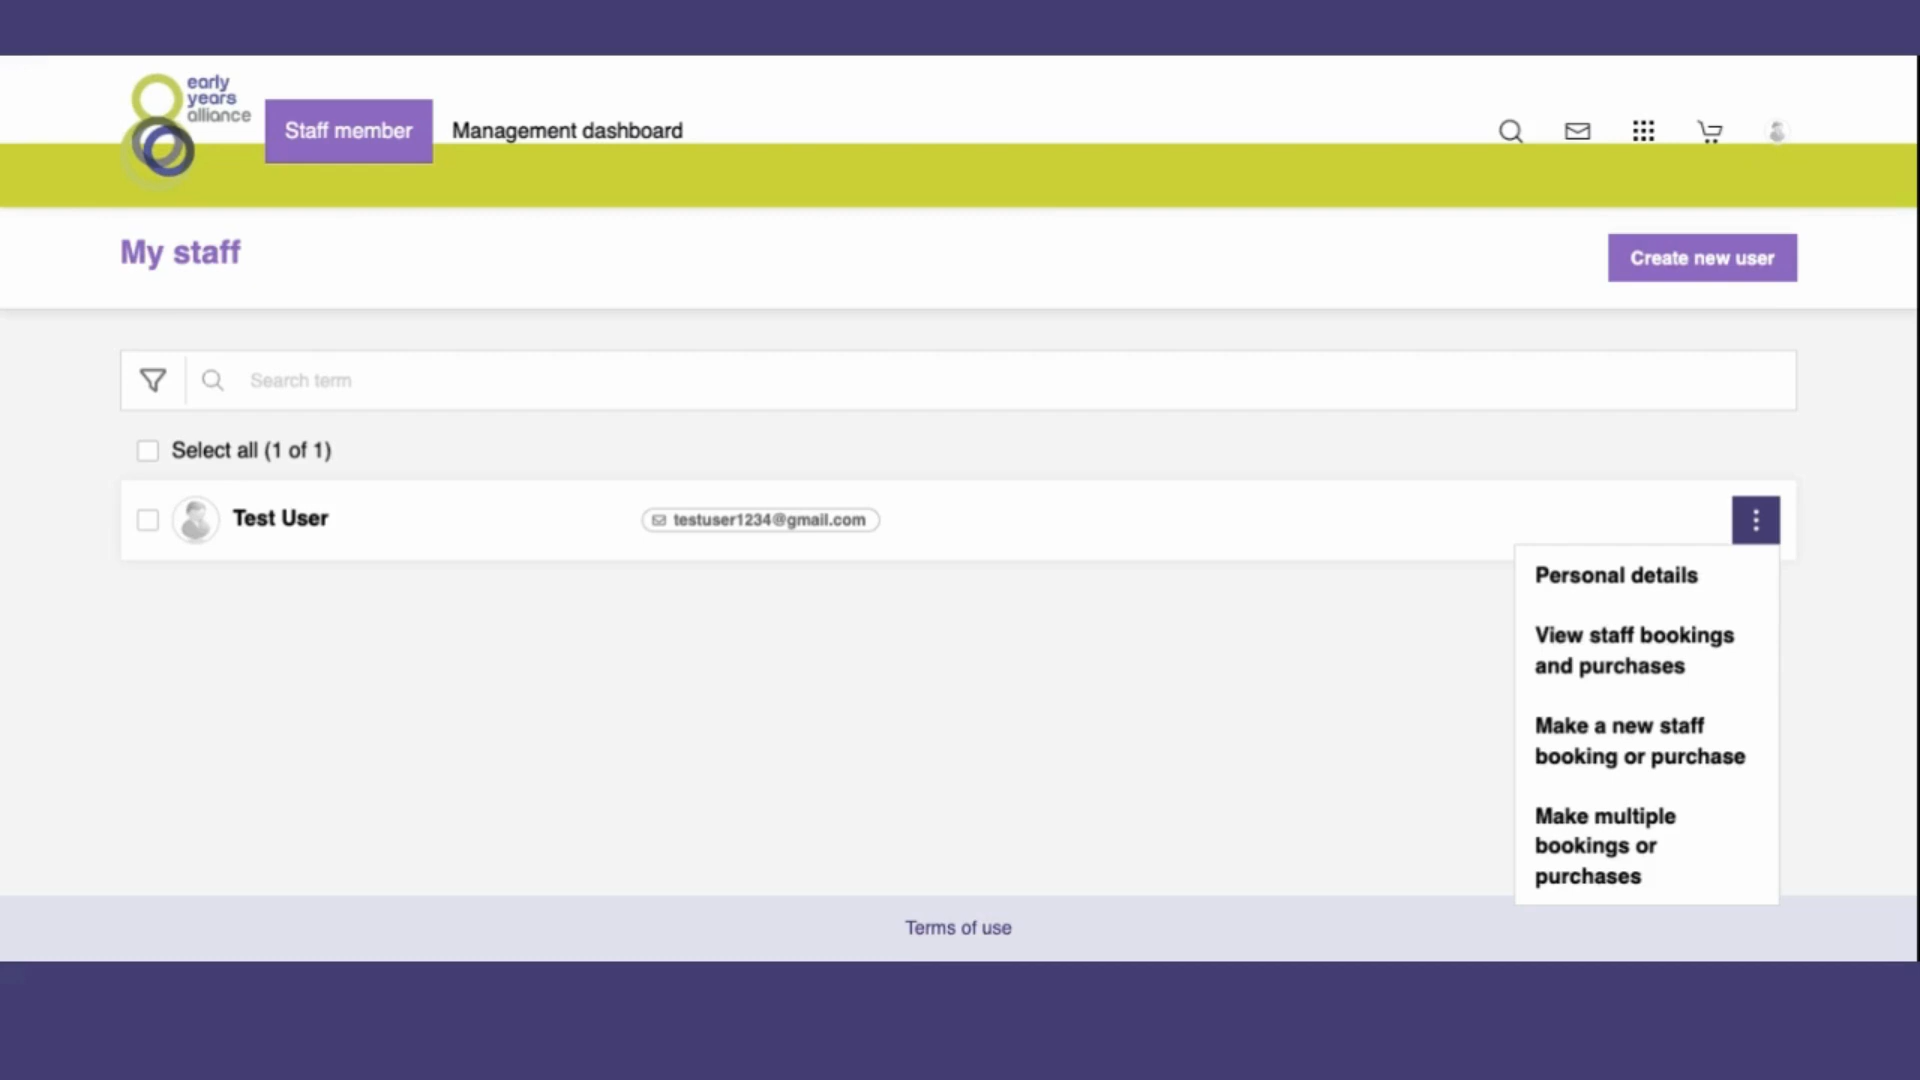 early
years
alliance
Staff member
Management dashboard
My staff
Create new user
Search term
Select all (1 of 1)
Test User
testuser1234@gmail.com
Personal details
View staff bookings
and purchases
Make a new staff
booking or purchase
Make multiple
bookings or
purchases
Terms of use